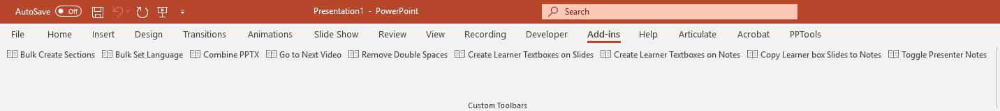 AutoSave Off Presentation1 - PowerPoint Search
File Home Insert Design Transitions Animations Slide Show Review View Recording Developer Add-ins Help Articulate Acrobat PPTools
Bulk Create Sections Bulk Set Language Combine PPTX Go to Next Video Remove Double Spaces Create Learner Textboxes on Slides Create Learner Textboxes on Notes Copy Learner box Slides to Notes Toggle Presenter Notes
Custom Toolbars